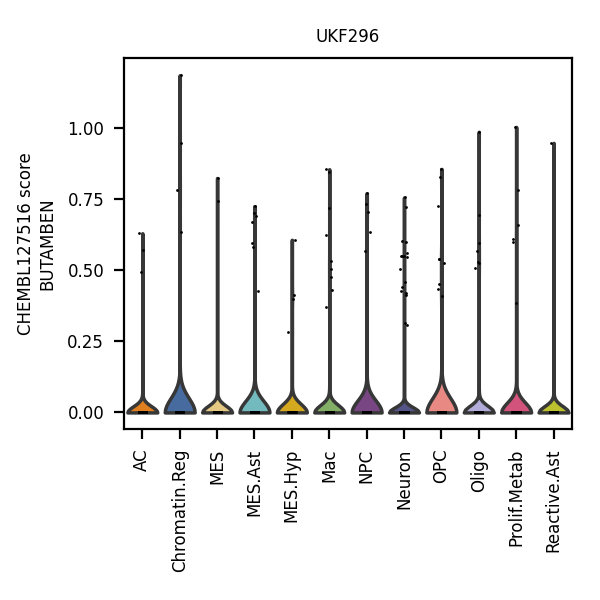 UKF296
CHEMBL127516 score
BUTAMBEN
1.00
0.75
0.50
0.25
0.00
AC
Chromatin.Reg
MES
MES.Ast
MES.Hyp
Mac
NPC
Neuron
OPC
Oligo
Prolif.Metab
Reactive.Ast